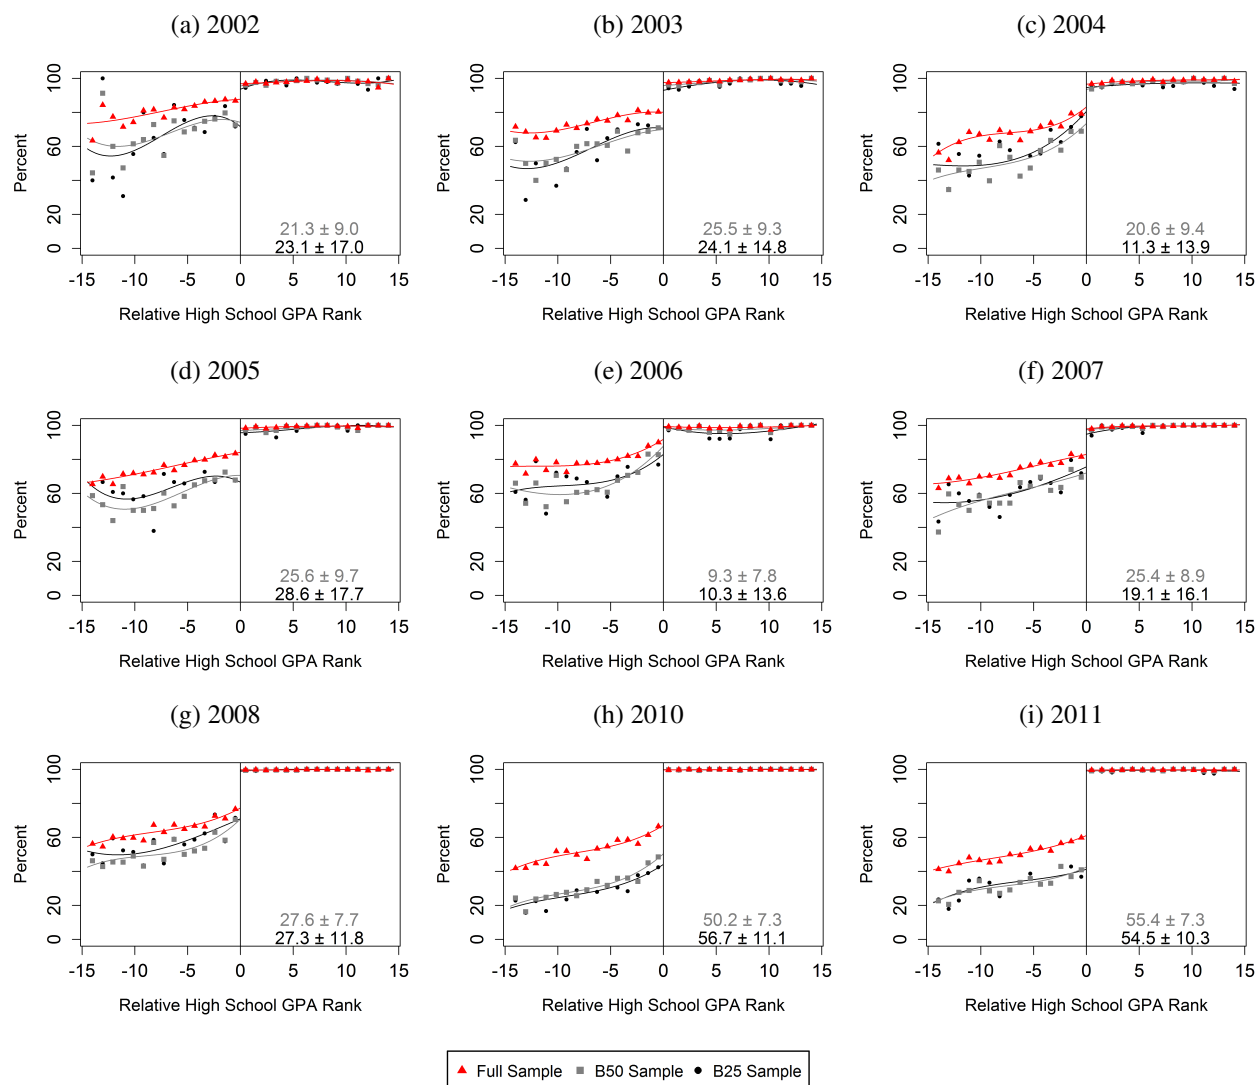 (a) 2002
(b) 2003
(c) 2004
Percent
0 20 60 100
21.3 ± 9.0
23.1 ± 17.0
-15 -10 -5 0 5 10 15
Relative High School GPA Rank
Percent
0 20 60 100
25.5 ± 9.3
24.1 ± 14.8
-15 -10 -5 0 5 10 15
Relative High School GPA Rank
Percent
0 20 60 100
20.6 ± 9.4
11.3 ± 13.9
-15 -10 -5 0 5 10 15
Relative High School GPA Rank
(d) 2005
(e) 2006
(f) 2007
Percent
0 20 60 100
25.6 ± 9.7
28.6 ± 17.7
-15 -10 -5 0 5 10 15
Relative High School GPA Rank
Percent
0 20 60 100
9.3 ± 7.8
10.3 ± 13.6
-15 -10 -5 0 5 10 15
Relative High School GPA Rank
Percent
0 20 60 100
25.4 ± 8.9
19.1 ± 16.1
-15 -10 -5 0 5 10 15
Relative High School GPA Rank
(g) 2008
(h) 2010
(i) 2011
Percent
0 20 60 100
27.6 ± 7.7
27.3 ± 11.8
-15 -10 -5 0 5 10 15
Relative High School GPA Rank
Percent
0 20 60 100
50.2 ± 7.3
56.7 ± 11.1
-15 -10 -5 0 5 10 15
Relative High School GPA Rank
Percent
0 20 60 100
55.4 ± 7.3
54.5 ± 10.3
-15 -10 -5 0 5 10 15
Relative High School GPA Rank
Full Sample B50 Sample B25 Sample